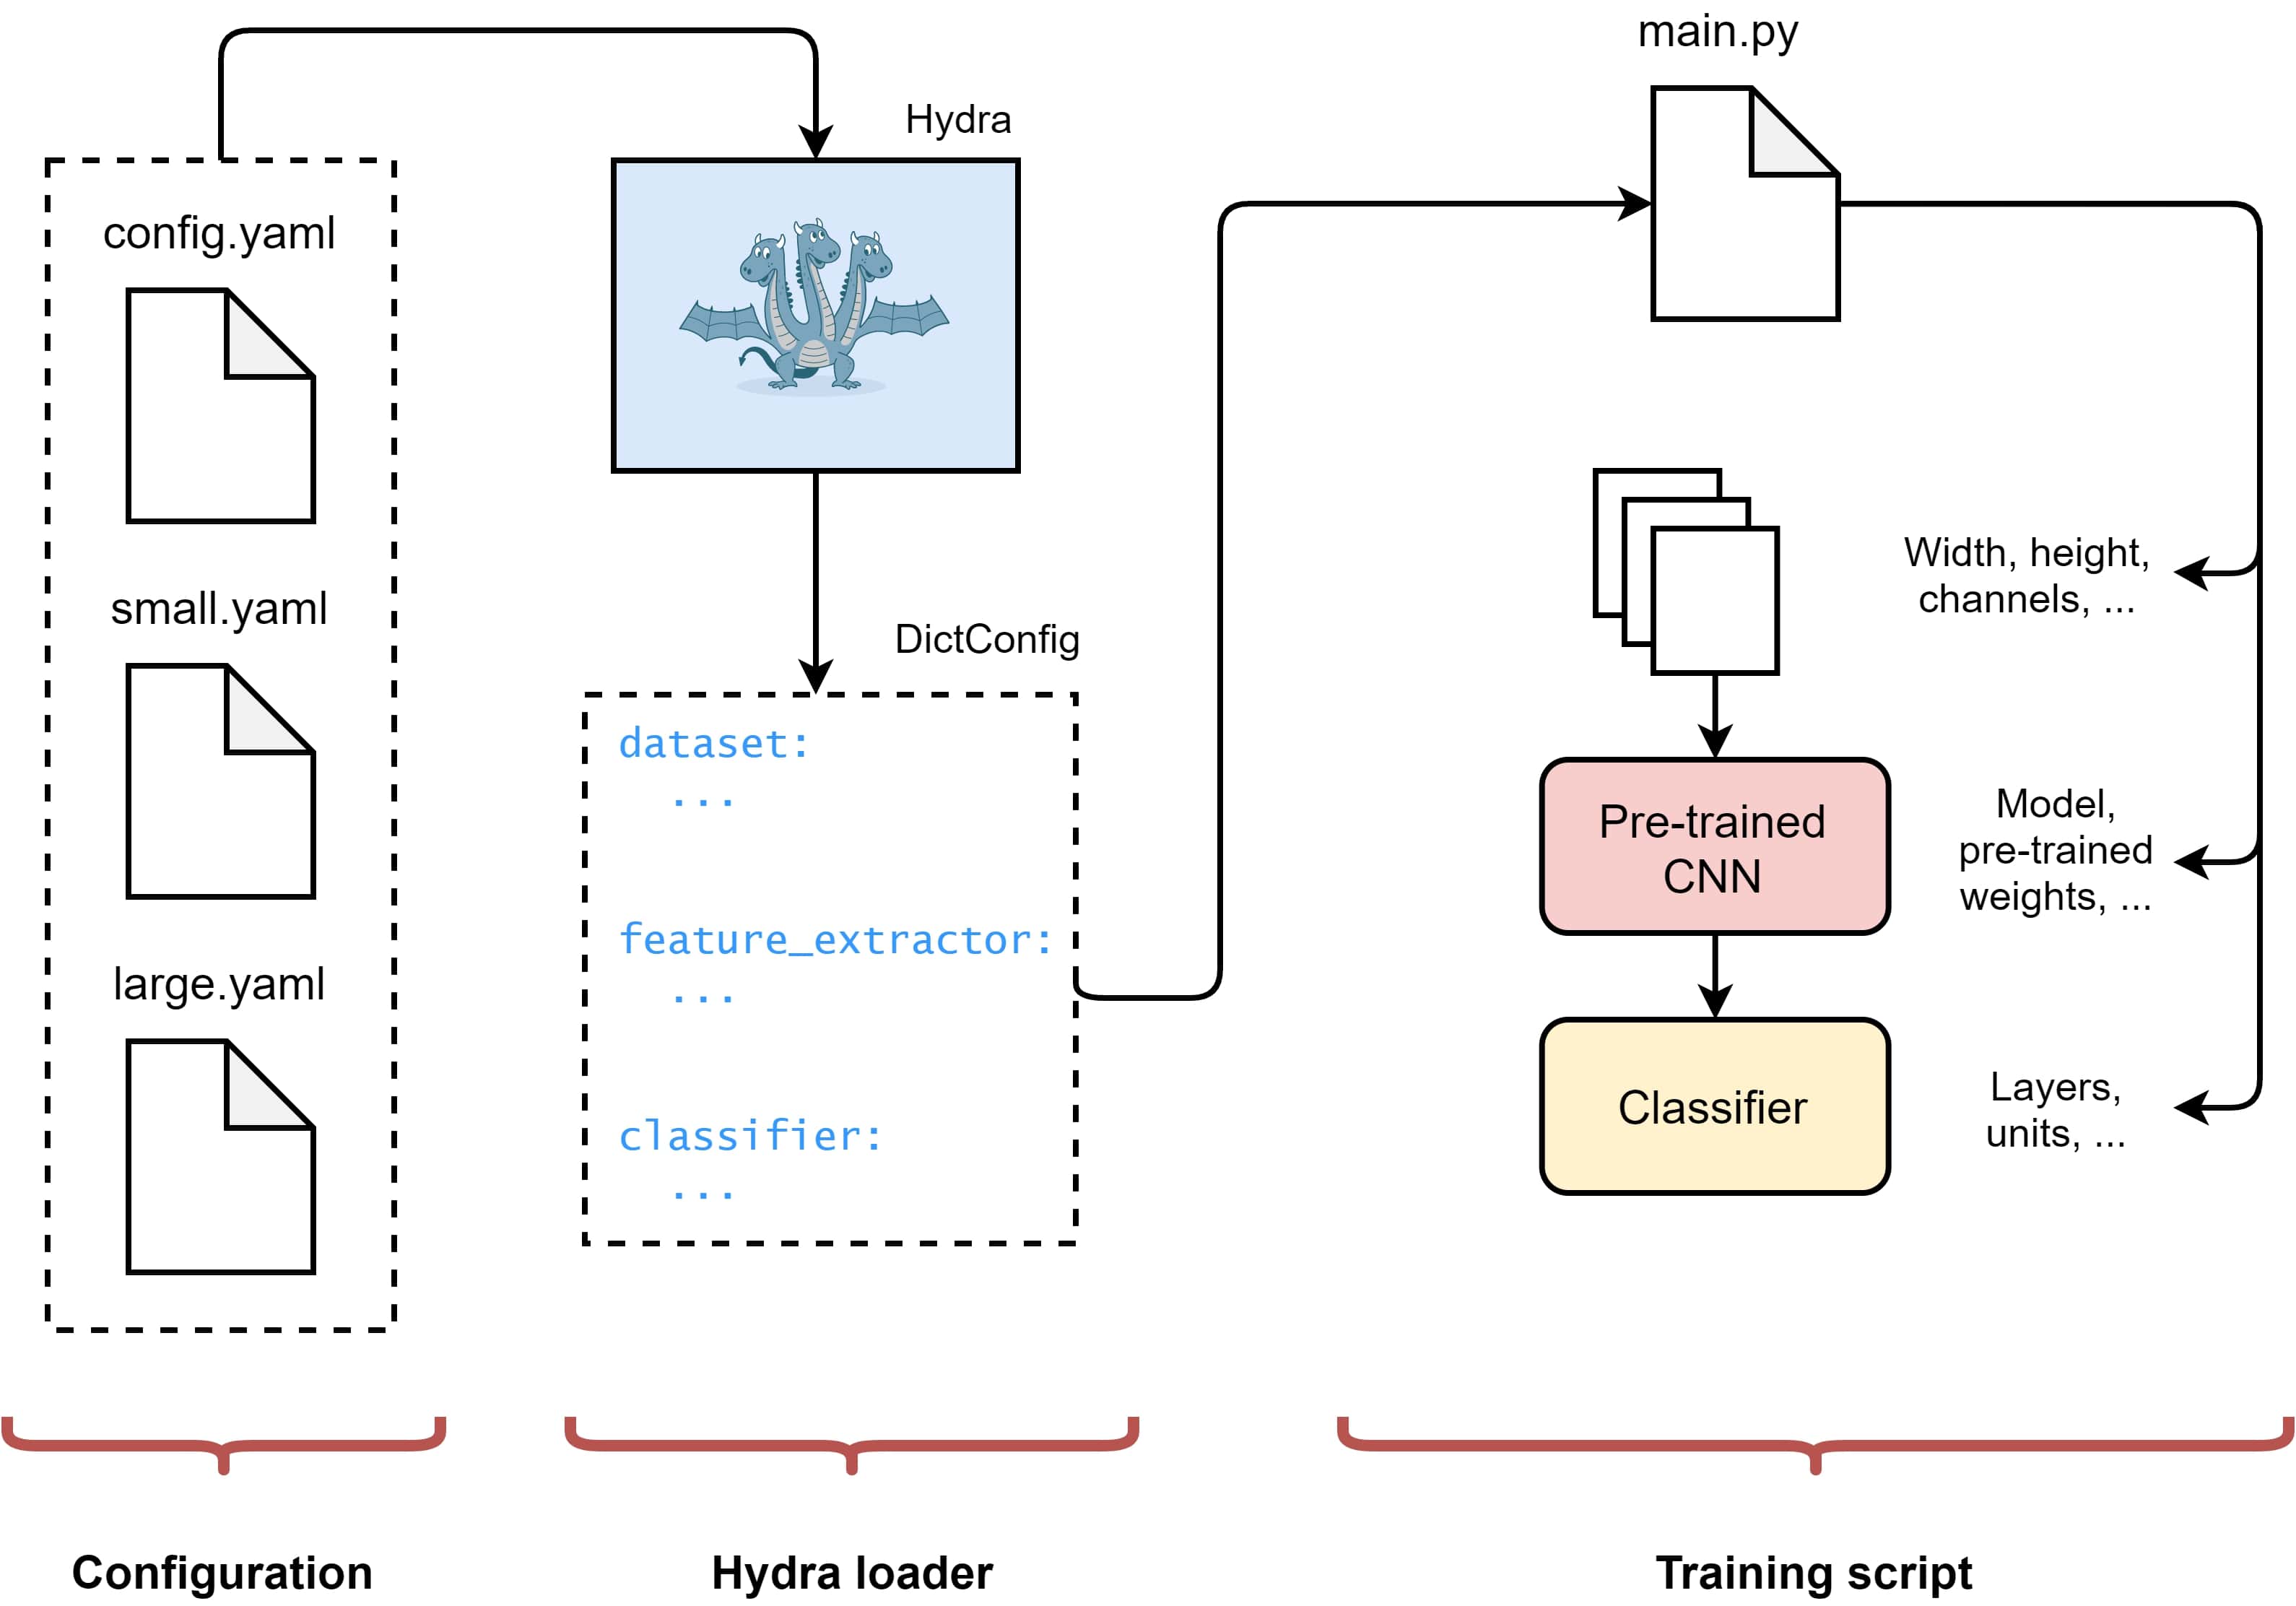 config.yaml
small.yaml
large.yaml
Configuration
Hydra
DictConfig
dataset:
...
feature_extractor:
...
classifier:
...
Hydra loader
main.py
Width, height,
channels, ...
Pre-trained
CNN
Model,
pre-trained
weights, ...
Classifier
Layers,
units, ...
Training script